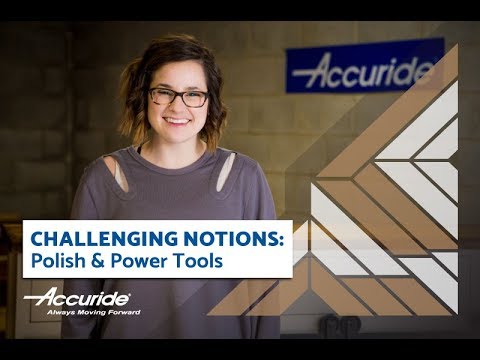 Accuride
CHALLENGING NOTIONS:
Polish & Power Tools
Accuride®
Always Moving Forward